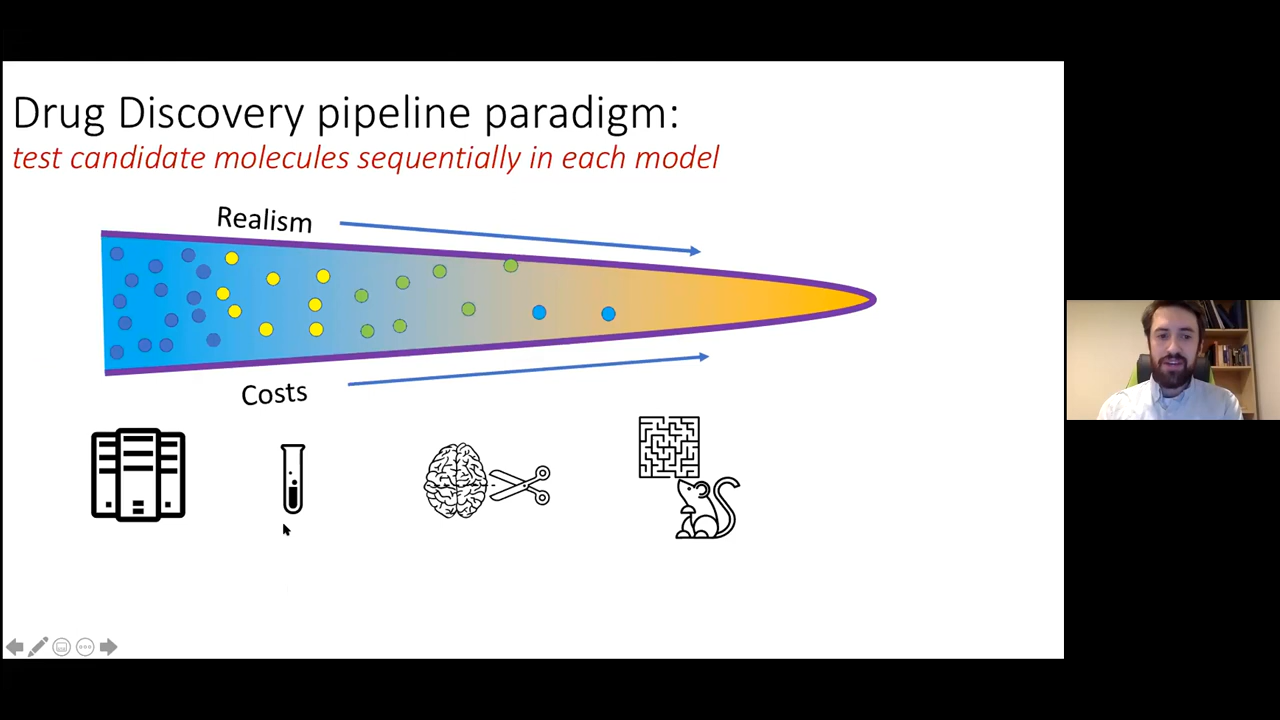 Drug Discovery pipeline paradigm:
test candidate molecules sequentially in each model
Realism
Costs